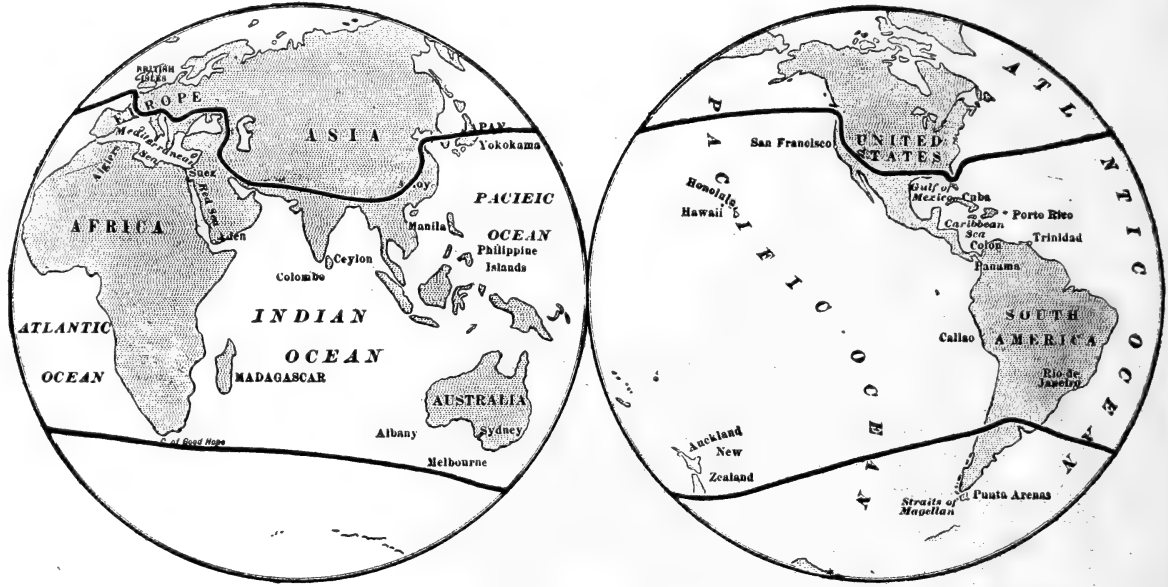 BRITISH
ISLES
EUROPE
ASIA
PAN
Yokokama
Mediterranean
Sea
Algiers
Suez
Red Sea
Aden
oy
PACIEIC
OCEAN
Manila
Philippine
Islands
AFRICA
Ceylon
Colombo
INDIAN
OCEAN
ATLANTIC
OCEAN
MADAGASCAR
AUSTRALIA
Albany
Sydney
C. of Good Hope
Melbourne
ATLANTIC OCEAN
PACIFIC OCEAN
San Francisco
UNITED
STATES
Honolulu
Hawaii
Gulf of
Mexico
Cuba
Porto Rico
Caribbean
Sea
Colon
Trinidad
Panama
SOUTH
AMERICA
Callao
Rio de
Janeiro
Auckland
New
Zealand
Straits of
Magellan
Punta Arenas